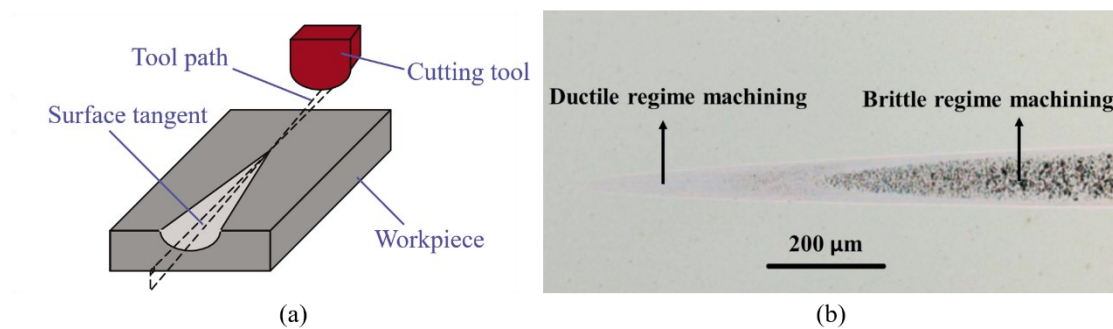 Tool path
Cutting tool
Surface tangent
Workpiece
(a)
Ductile regime machining
Brittle regime machining
200 μm
(b)